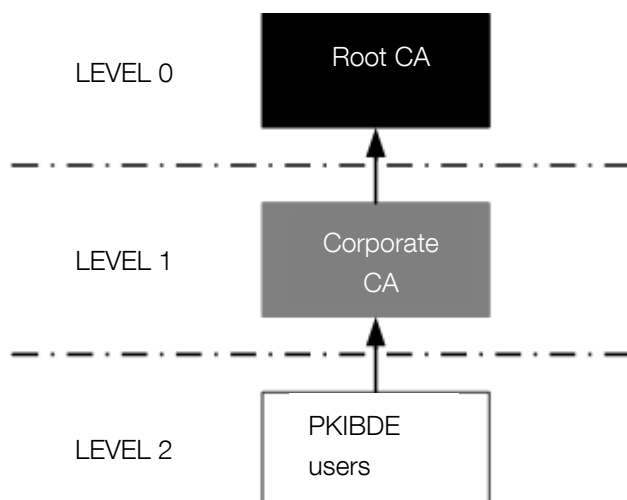 LEVEL 0
Root CA
LEVEL 1
Corporate
CA
LEVEL 2
PKIBDE
users